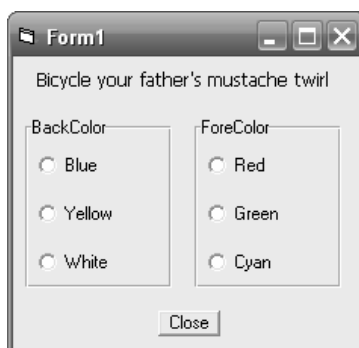 Form1
Bicycle your father's mustache twirl
BackColor
Blue
Yellow
White
ForeColor
Red
Green
Cyan
Close